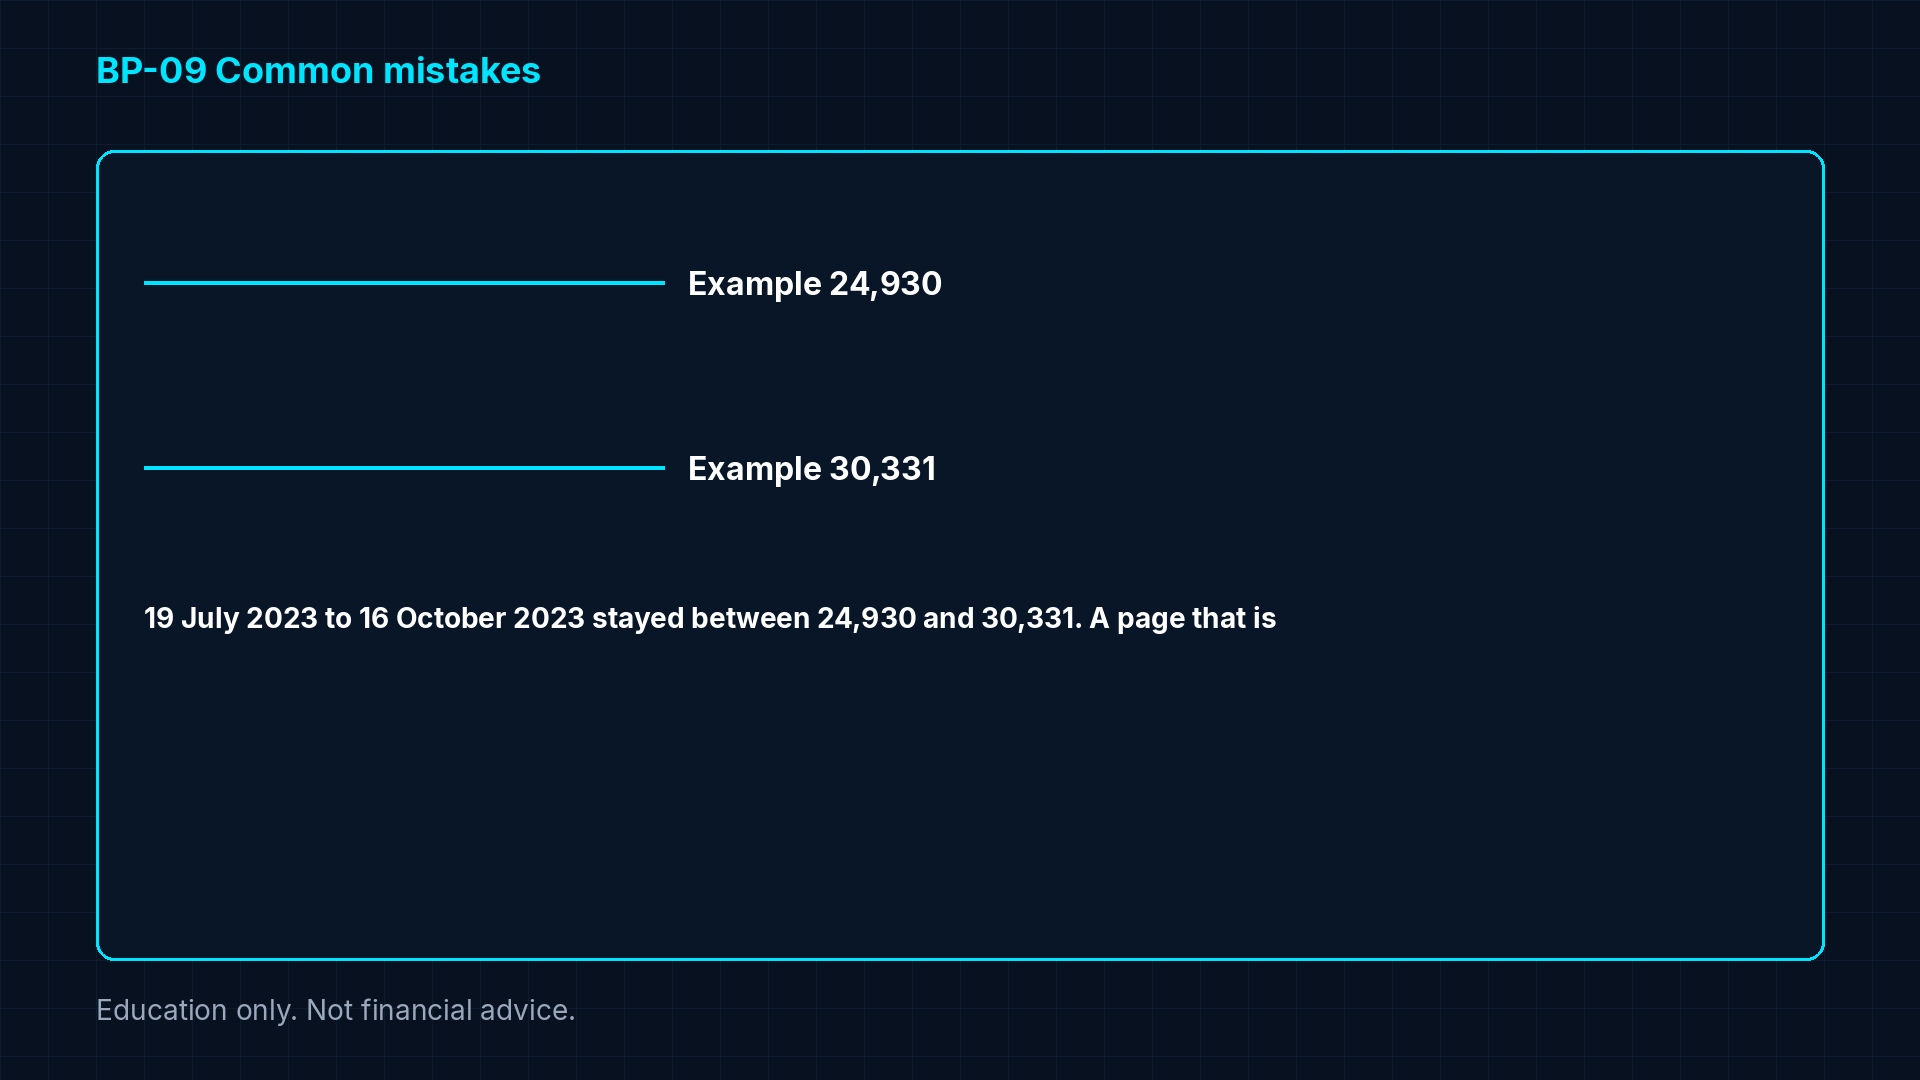 BP-09 Common mistakes
Example 24,930
Example 30,331
19 July 2023 to 16 October 2023 stayed between 24,930 and 30,331. A page that is
Education only. Not financial advice.